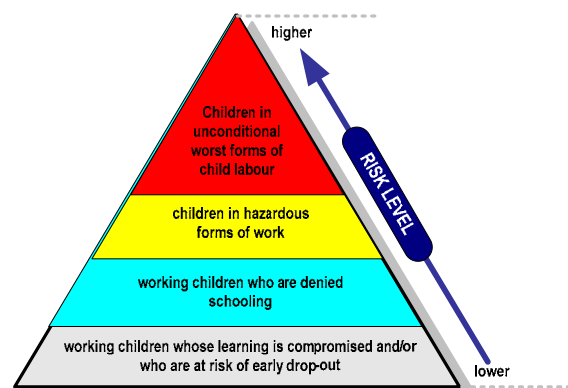 higher
Children in
unconditional
worst forms of
child labour
RISK LEVEL
children in hazardous
forms of work
working children who are denied
schooling
working children whose learning is compromised and/or
who are at risk of early drop-out
lower